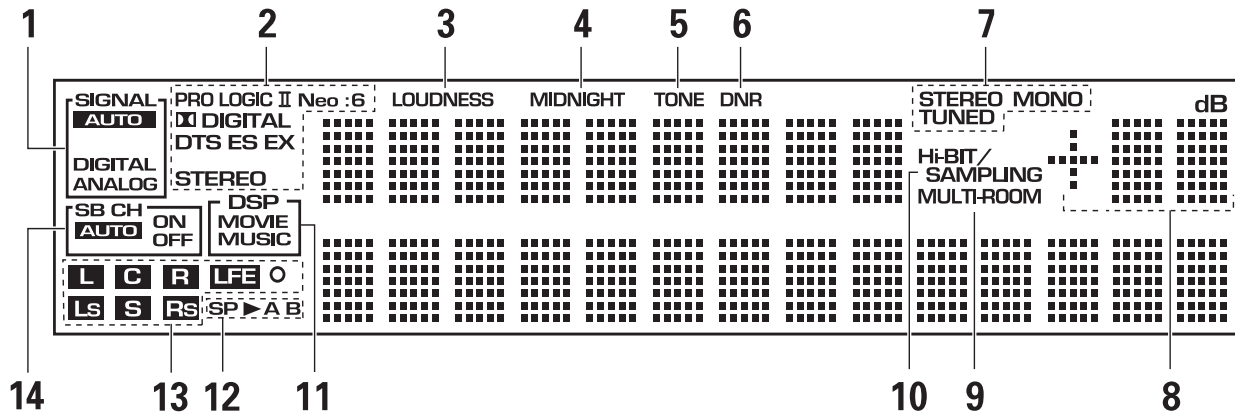 1 2 3 4 5 6 7
SIGNAL PRO LOGIC II Neo :6 LOUDNESS MIDNIGHT TONE DNR STEREO MONO dB
AUTO DIGITAL TUNED
DTS ES EX
DIGITAL Hi-BIT/
ANALOG STEREO SAMPLING
MULTI-ROOM
SB CH DSP
AUTO ON MOVIE
OFF MUSIC
L C R LFE
Ls S Rs SP ► A B
14 13 12 11 10 9 8